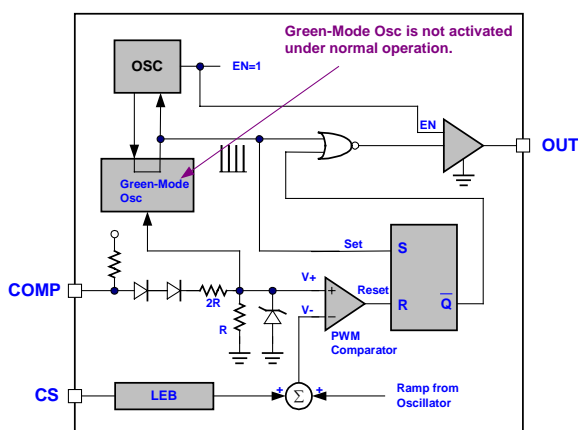 Green-Mode Osc is not activated
under normal operation.
OSC
EN=1
EN
OUT
Green-Mode
Osc
Set
S
COMP
2R
V+
+
Reset
R
Q
R
V-
−
PWM
Comparator
CS
LEB
+
Σ
+
Ramp from
Oscillator